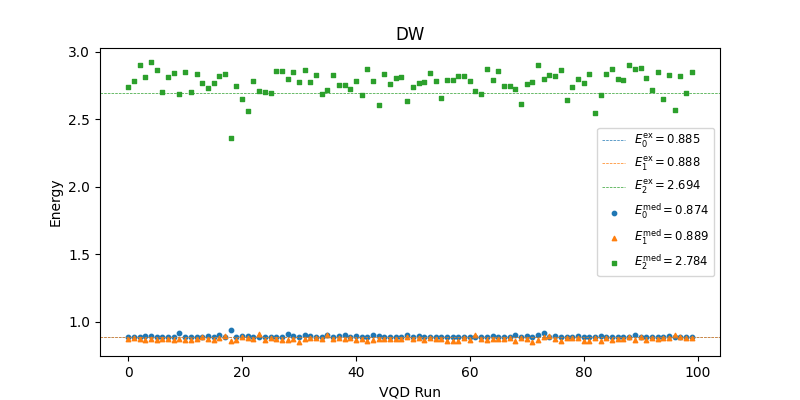 DW
3.0
2.5
2.0
1.5
1.0
Energy
0
20
40
60
80
100
VQD Run
E_0^ex = 0.885
E_1^ex = 0.888
E_2^ex = 2.694
E_0^med = 0.874
E_1^med = 0.889
E_2^med = 2.784